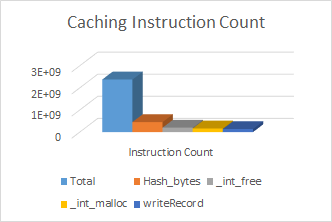 Caching Instruction Count
3E+09
2E+09
1E+09
0
Instruction Count
Total Hash_bytes _int_free
_int_malloc writeRecord